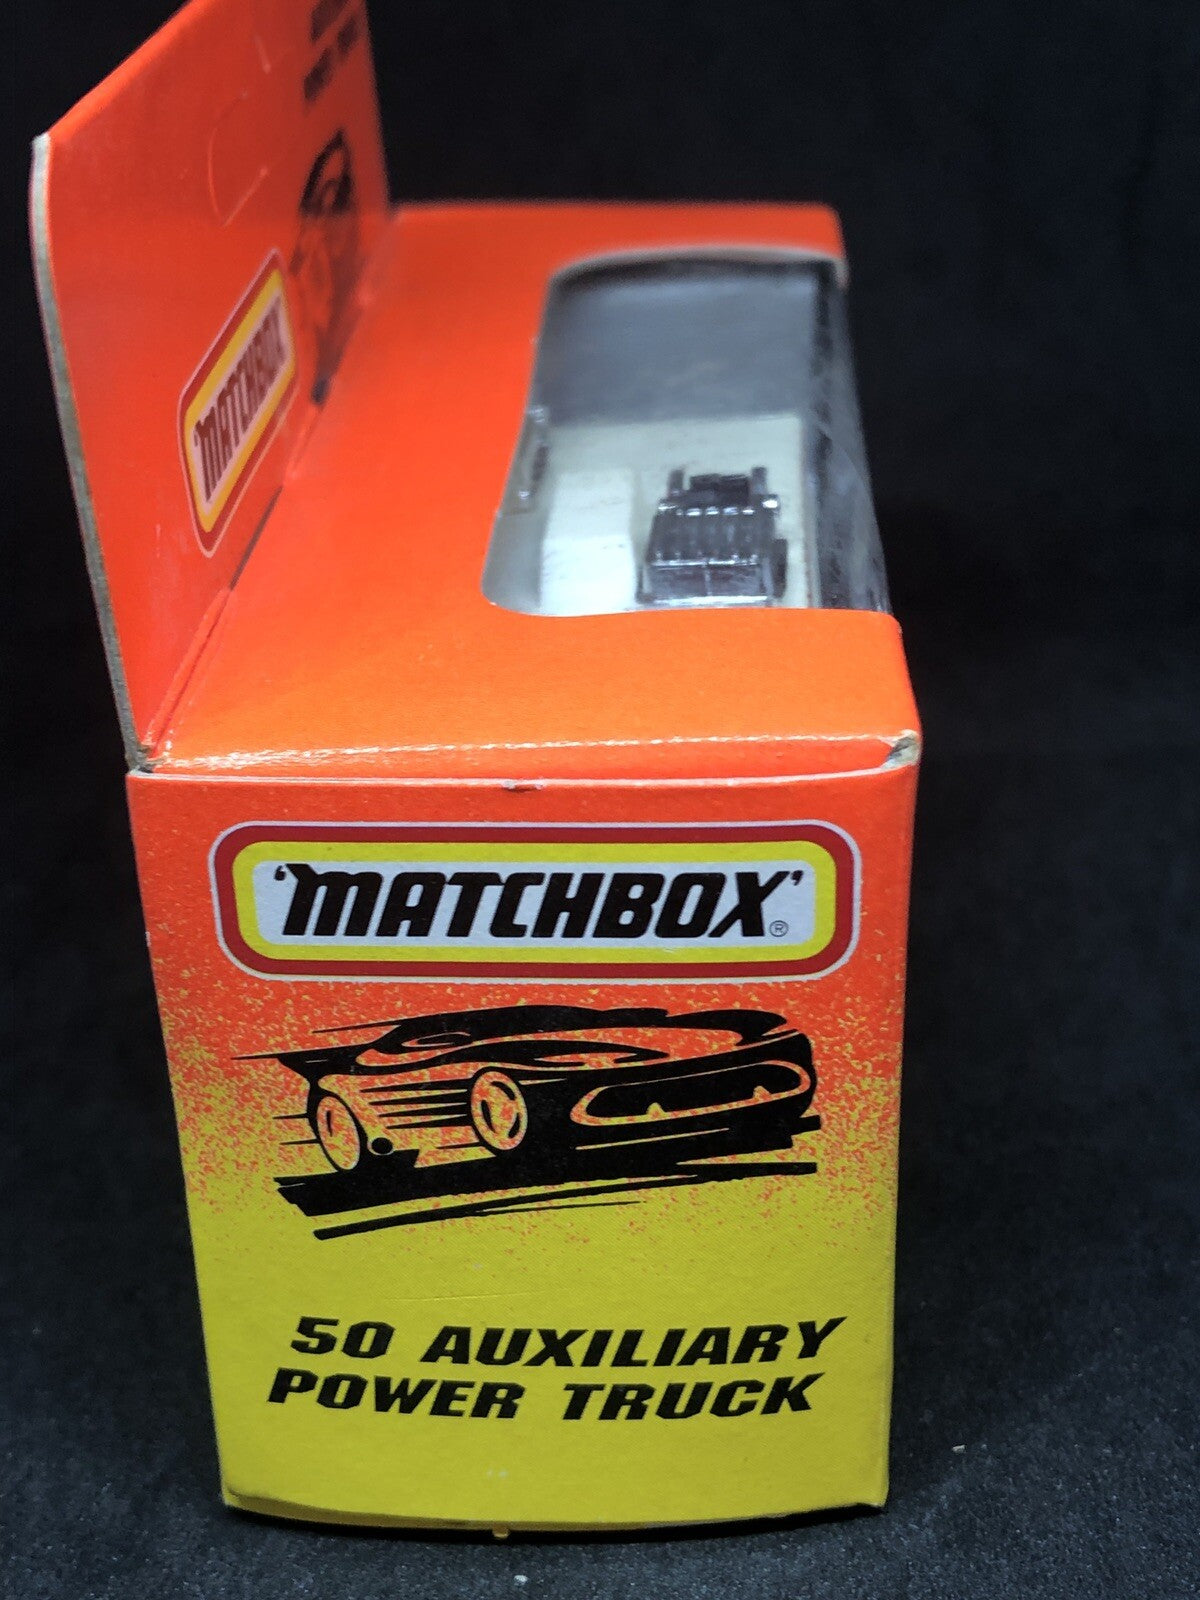 'MATCHBOX'
'MATCHBOX'®
50 AUXILIARY
POWER TRUCK